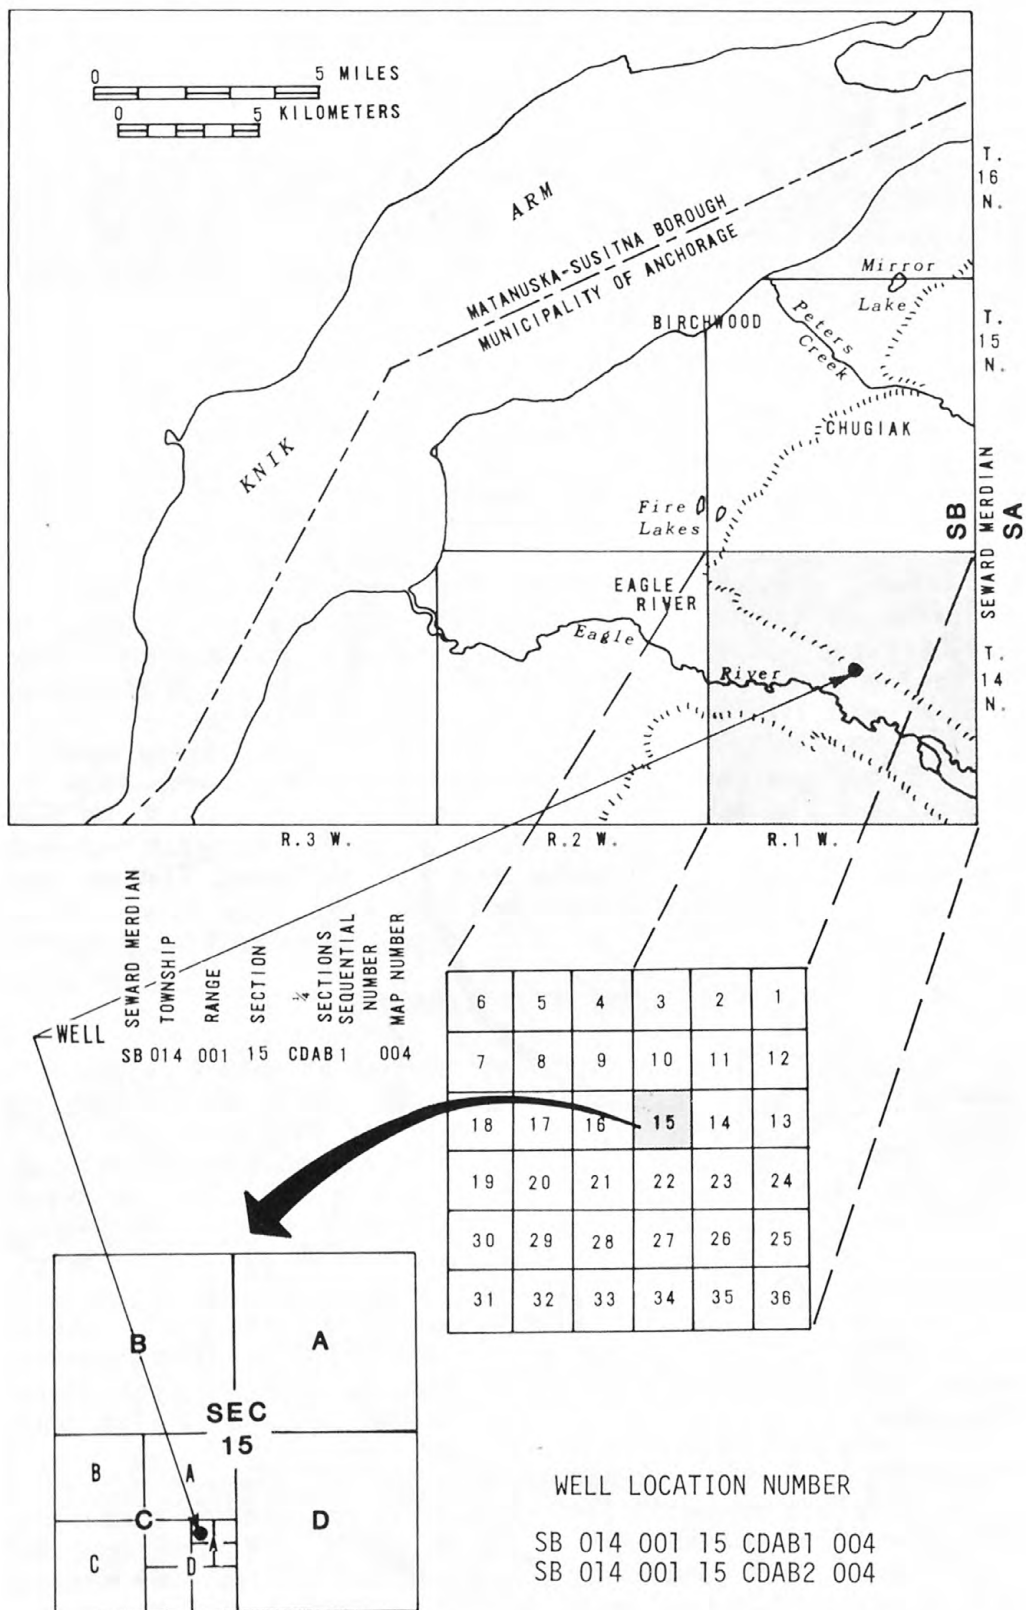 0 5 MILES
0 5 KILOMETERS
KNIK ARM
MATANUSKA-SUSITNA BOROUGH
MUNICIPALITY OF ANCHORAGE
T. 16 N.
Mirror
Lake
BIRCHWOOD
Peters
Creek
T. 15 N.
CHUGIAK
Fire
Lakes
SB
SEWARD MERDIAN
SA
EAGLE
RIVER
Eagle
River
T. 14 N.
R.3 W.
R.2 W.
R.1 W.
SEWARD MERDIAN
TOWNSHIP
RANGE
SECTION
¼ SECTIONS
SEQUENTIAL
NUMBER
MAP NUMBER
WELL
SB 014 001 15 CDAB1 004
6 5 4 3 2 1
7 8 9 10 11 12
18 17 16 15 14 13
19 20 21 22 23 24
30 29 28 27 26 25
31 32 33 34 35 36
B A
SEC
15
B A
C D
A
C D
WELL LOCATION NUMBER
SB 014 001 15 CDAB1 004
SB 014 001 15 CDAB2 004